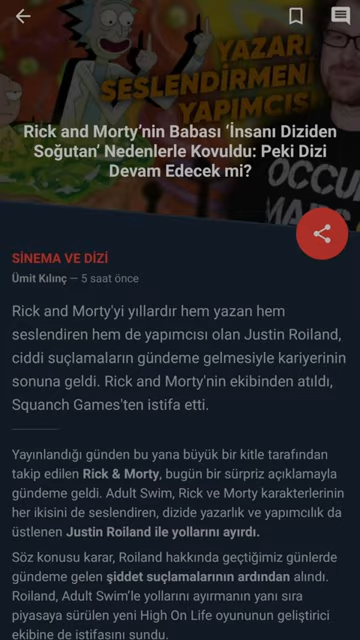 YAZARI
SESLENDİRMENİ
YAPIMCISI
Rick and Morty’nin Babası ‘İnsanı Diziden
Soğutan’ Nedenlerle Kovuldu: Peki Dizi
Devam Edecek mi?
SİNEMA VE DİZİ
Ümit Kılınç — 5 saat önce
Rick and Morty'yi yıllardır hem yazan hem
seslendiren hem de yapımcısı olan Justin Roiland,
ciddi suçlamaların gündeme gelmesiyle kariyerinin
sonuna geldi. Rick and Morty'nin ekibinden atıldı,
Squanch Games'ten istifa etti.
Yayınlandığı günden bu yana büyük bir kitle tarafından
takip edilen Rick & Morty, bugün bir sürpriz açıklamayla
gündeme geldi. Adult Swim, Rick ve Morty karakterlerinin
her ikisini de seslendiren, dizide yazarlık ve yapımcılık da
üstlenen Justin Roiland ile yollarını ayırdı.
Söz konusu karar, Roiland hakkında geçtiğimiz günlerde
gündeme gelen şiddet suçlamalarının ardından alındı.
Roiland, Adult Swim’le yollarını ayırmanın yanı sıra
piyasaya sürülen yeni High On Life oyununun geliştirici
ekibine de istifasını sundu.